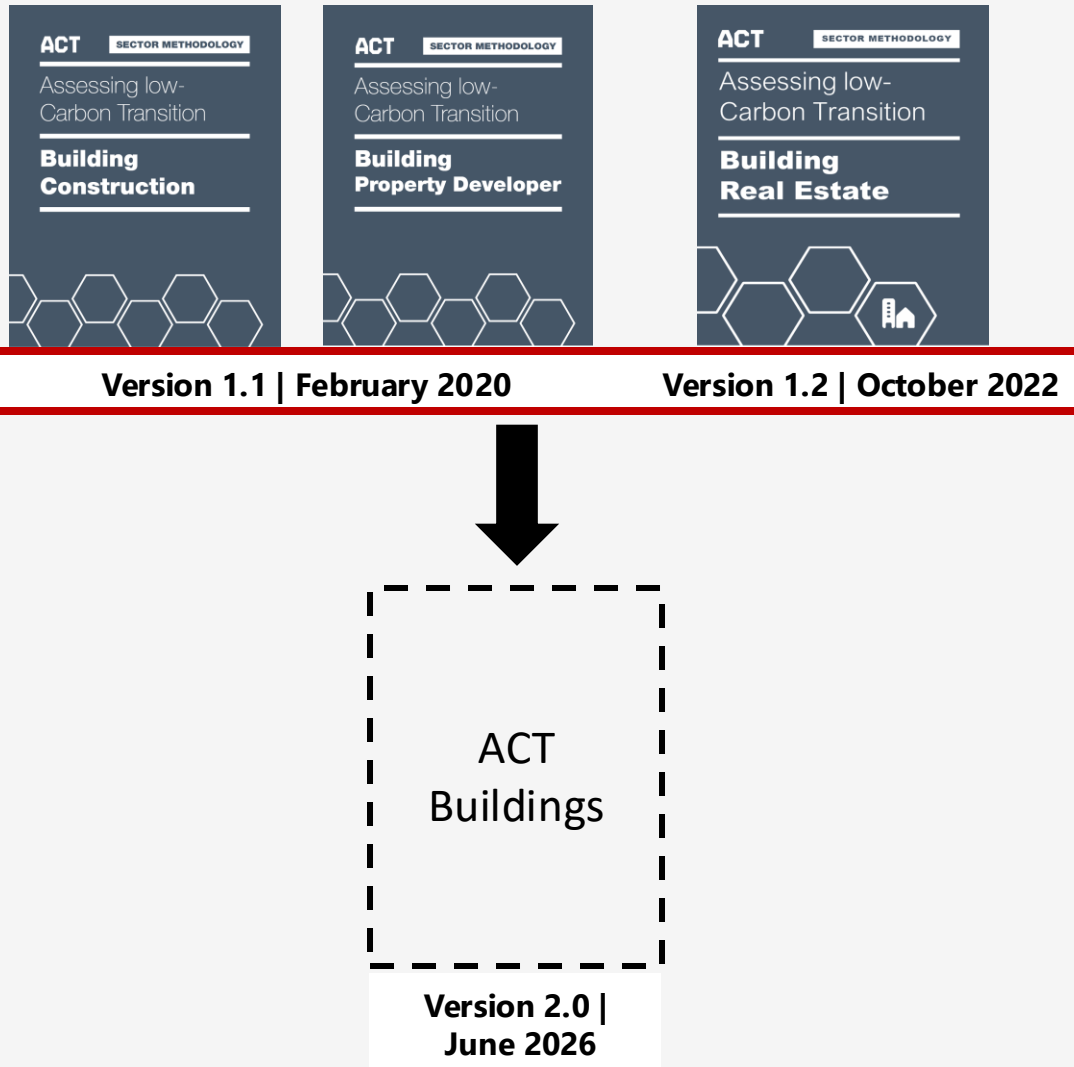 ACT SECTOR METHODOLOGY
Assessing low-
Carbon Transition
Building
Construction
ACT SECTOR METHODOLOGY
Assessing low-
Carbon Transition
Building
Property Developer
ACT SECTOR METHODOLOGY
Assessing low-
Carbon Transition
Building
Real Estate
Version 1.1 | February 2020
Version 1.2 | October 2022
ACT
Buildings
Version 2.0 |
June 2026